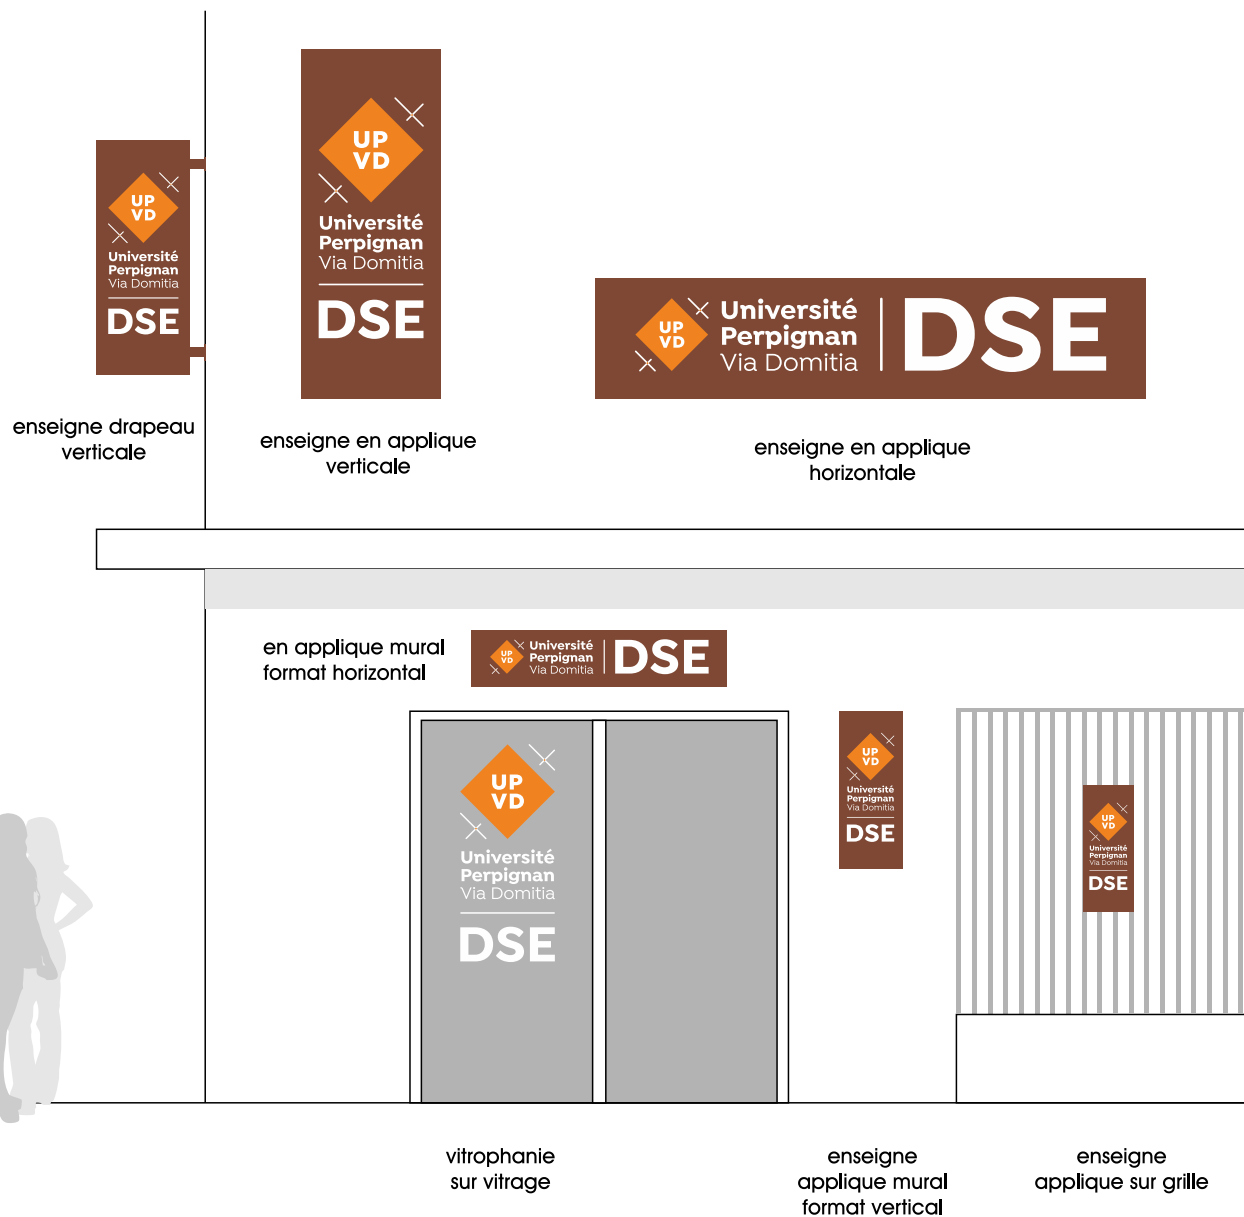 UP
VD
Université
Perpignan
Via Domitia
DSE
enseigne drapeau
verticale
UP
VD
Université
Perpignan
Via Domitia
DSE
enseigne en applique
verticale
UP
VD
Université
Perpignan
Via Domitia
DSE
enseigne en applique
horizontale
en applique mural
format horizontal
UP
VD
Université
Perpignan
Via Domitia
DSE
UP
VD
Université
Perpignan
Via Domitia
DSE
vitrophanie
sur vitrage
UP
VD
Université
Perpignan
Via Domitia
DSE
enseigne
applique mural
format vertical
UP
VD
Université
Perpignan
Via Domitia
DSE
enseigne
applique sur grille